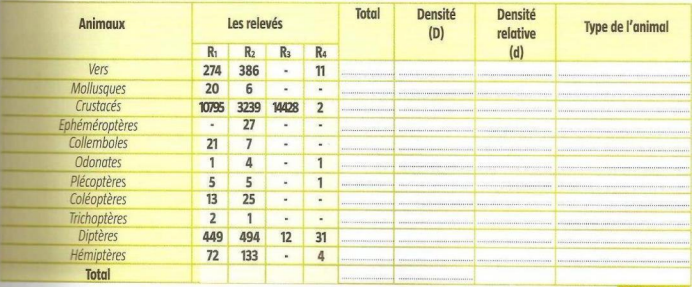 Animaux Les relevés Total Densité (D) Densité relative (d) Type de l'animal
R1 R2 R3 R4
Vers 274 386 - 11
Mollusques 20 6 - -
Crustacés 10795 3239 14428 2
Ephéméroptères - 27 - -
Collemboles 21 7 - -
Odonates 1 4 - 1
Plécoptères 5 5 - 1
Coléoptères 13 25 - -
Trichoptères 2 1 - -
Diptères 449 494 12 31
Hémiptères 72 133 - 4
Total